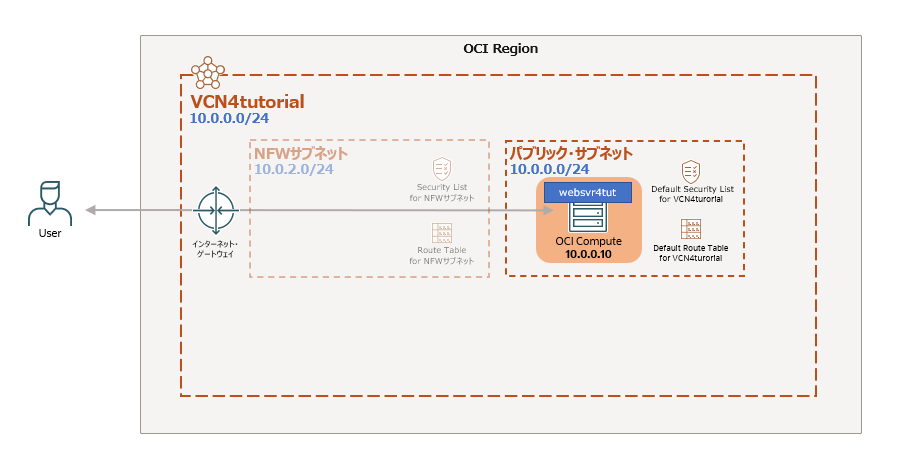 OCI Region
VCN4tutorial
10.0.0.0/24
NFWサブネット
10.0.2.0/24
Security List
for NFWサブネット
Route Table
for NFWサブネット
パブリック・サブネット
10.0.0.0/24
websvr4tut
OCI Compute
10.0.0.10
Default Security List
for VCN4turorial
Default Route Table
for VCN4turorial
User
インターネット・
ゲートウェイ